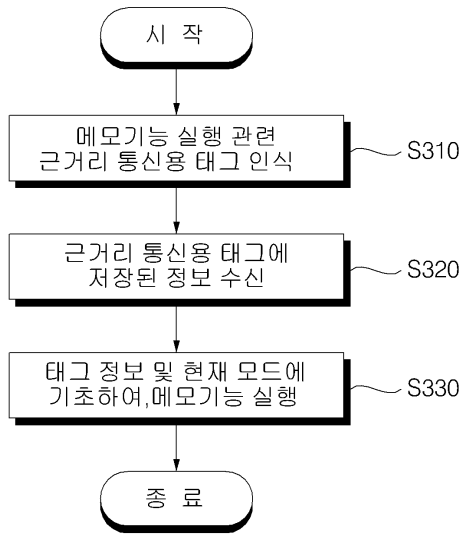 시 작
메모기능 실행 관련
근거리 통신용 태그 인식
S310
근거리 통신용 태그에
저장된 정보 수신
S320
태그 정보 및 현재 모드에
기초하여,메모기능 실행
S330
종 료